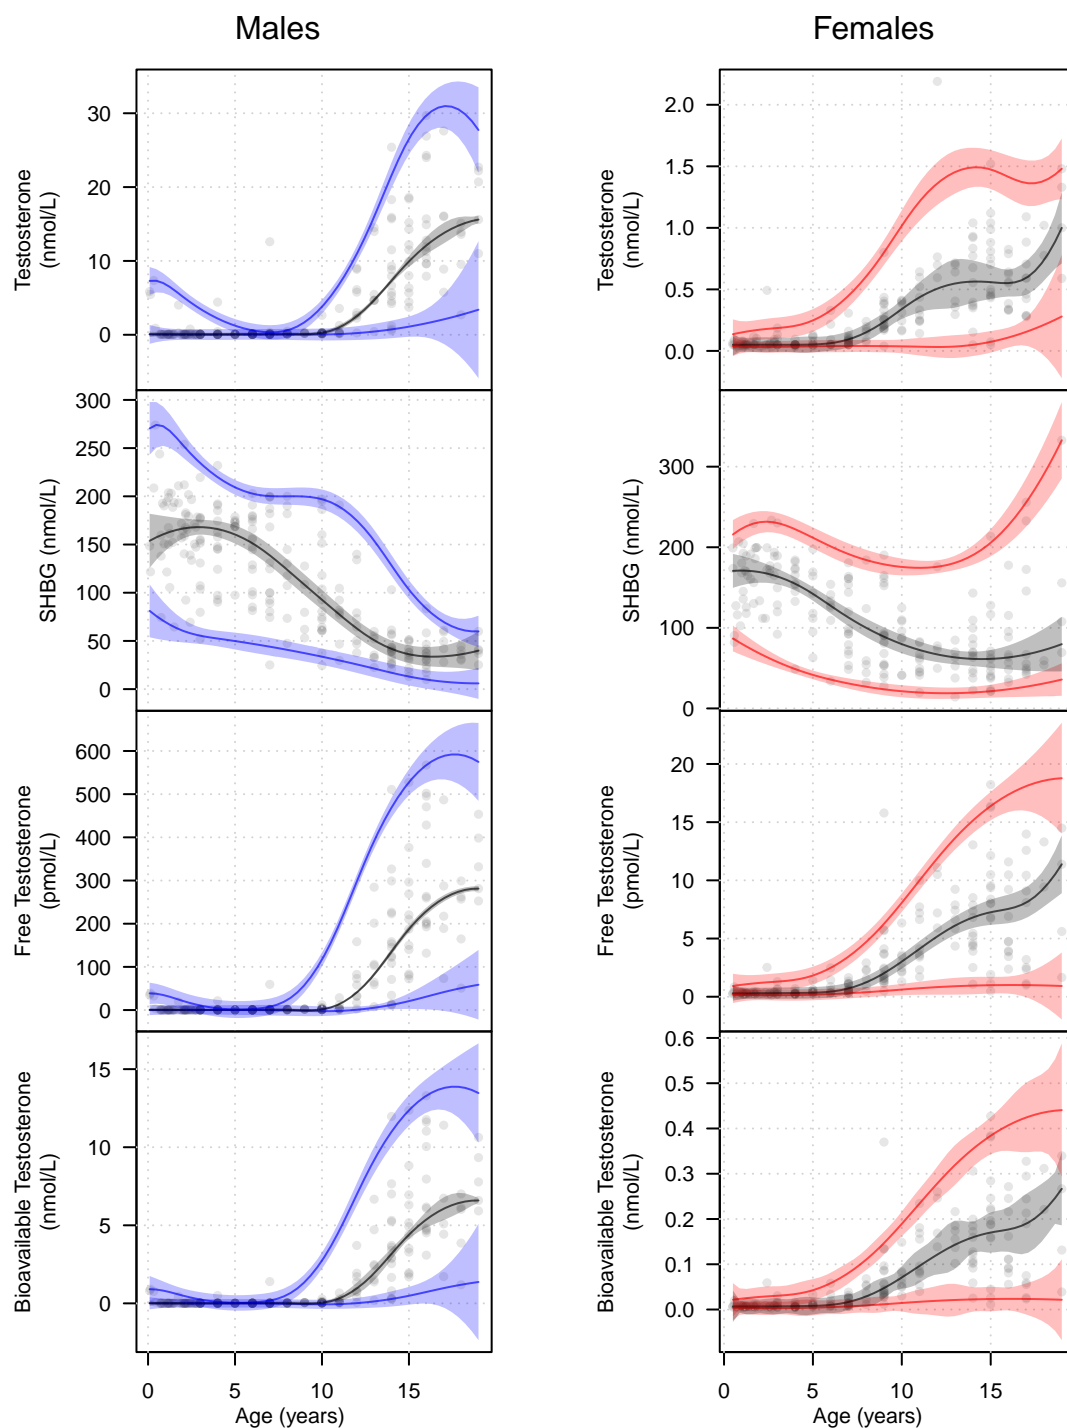 Males
Females
Testosterone
(nmol/L)
30
20
10
0
Testosterone
(nmol/L)
2.0
1.5
1.0
0.5
0.0
SHBG (nmol/L)
300
250
200
150
100
50
0
SHBG (nmol/L)
300
200
100
0
Free Testosterone
(pmol/L)
600
500
400
300
200
100
0
Free Testosterone
(pmol/L)
20
15
10
5
0
Bioavailable Testosterone
(nmol/L)
15
10
5
0
Bioavailable Testosterone
(nmol/L)
0.6
0.5
0.4
0.3
0.2
0.1
0.0
0 5 10 15
Age (years)
0 5 10 15
Age (years)